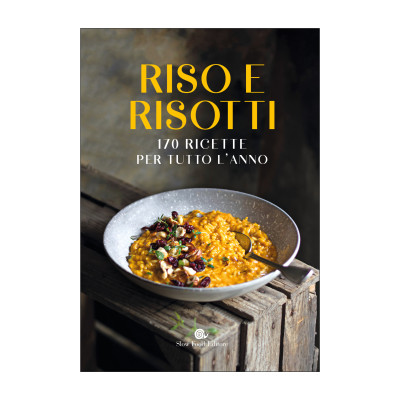 RISO E
RISOTTI
170 RICETTE
PER TUTTO L'ANNO
Slow Food Editore